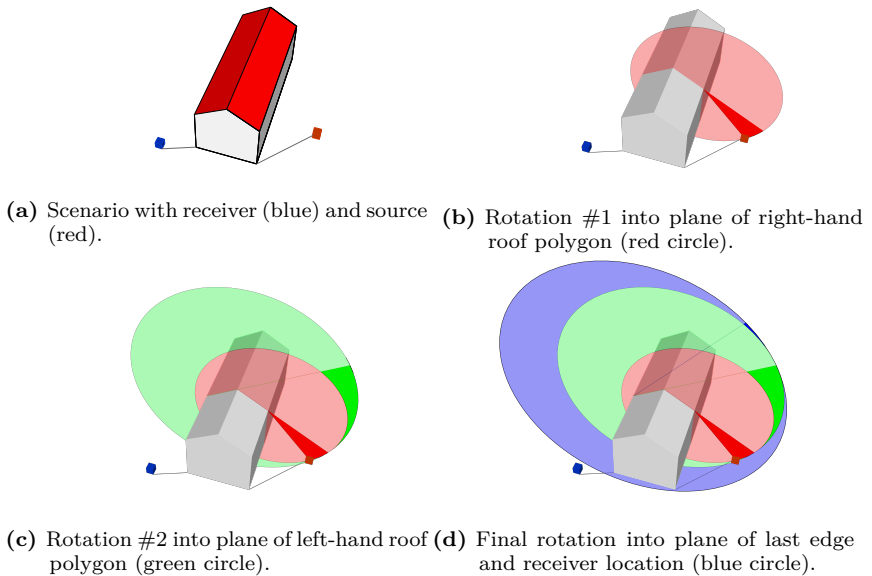 (a) Scenario with receiver (blue) and source
(red).
(b) Rotation #1 into plane of right-hand
roof polygon (red circle).
(c) Rotation #2 into plane of left-hand roof
polygon (green circle).
(d) Final rotation into plane of last edge
and receiver location (blue circle).